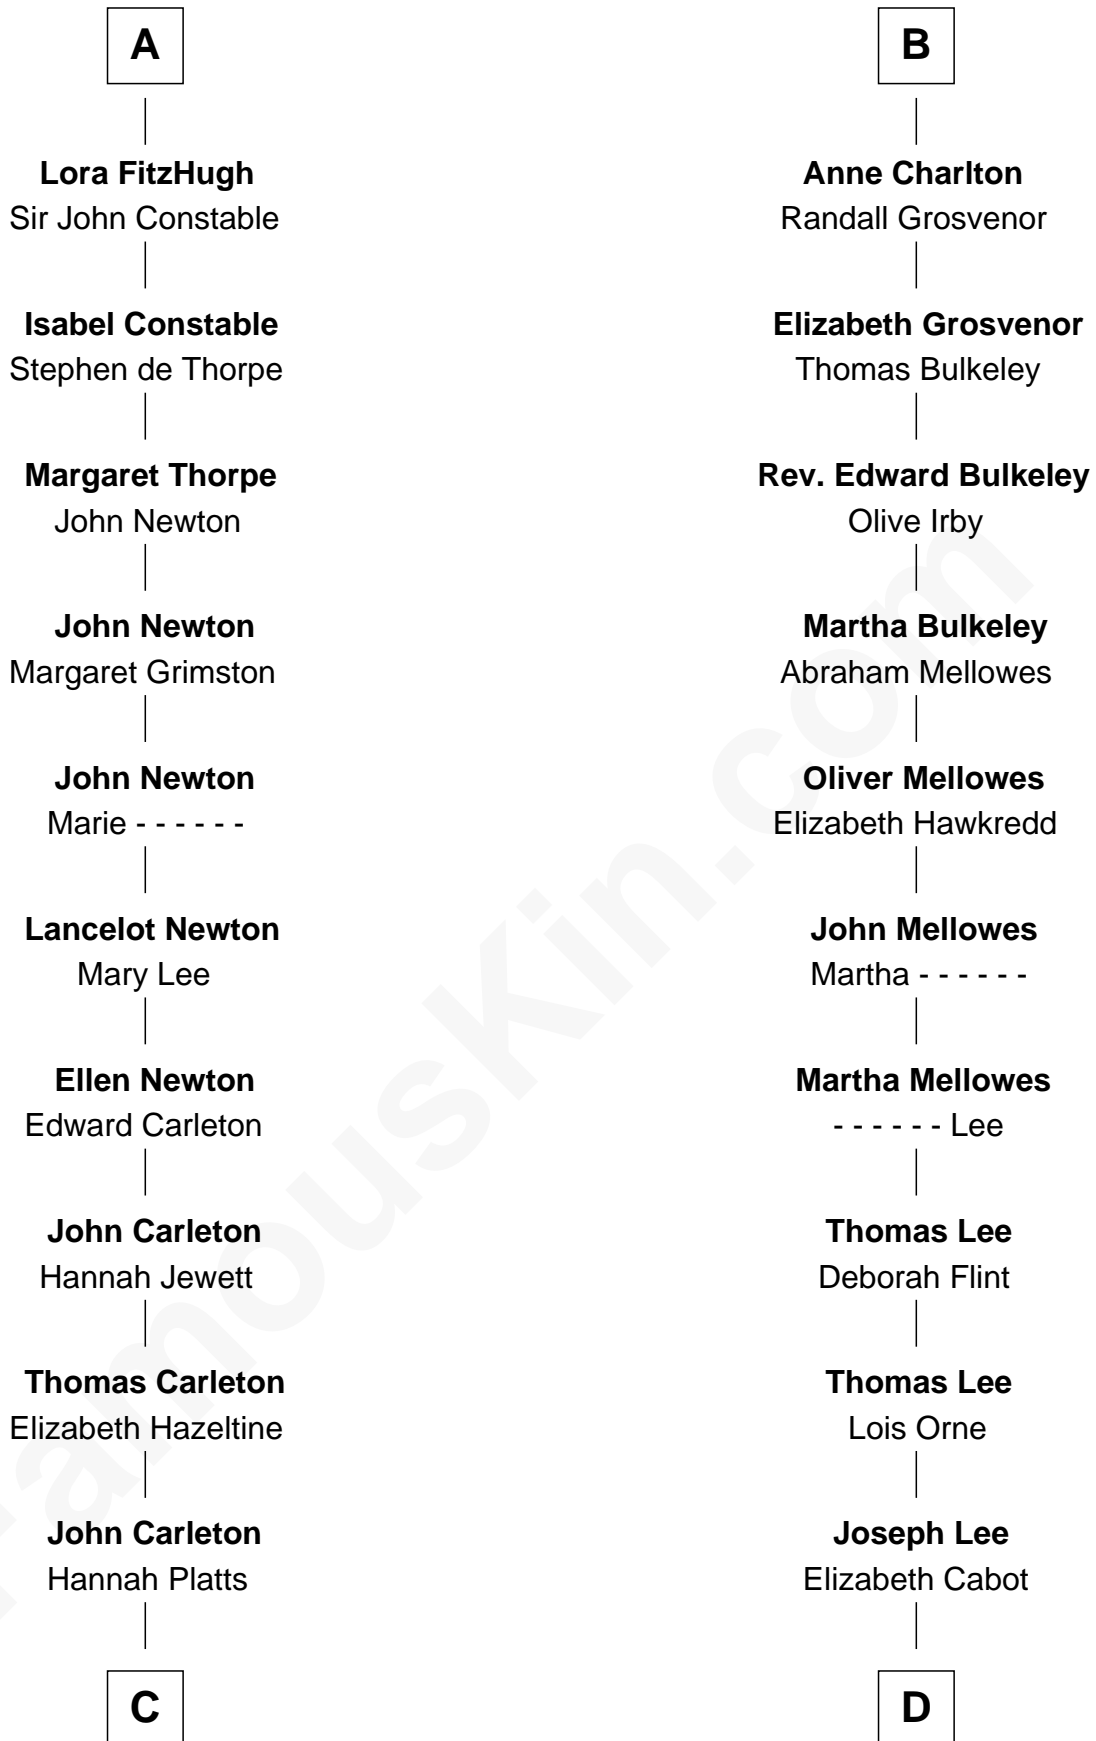 A
Lora FitzHugh
Sir John Constable
Isabel Constable
Stephen de Thorpe
Margaret Thorpe
John Newton
John Newton
Margaret Grimston
John Newton
Marie - - - - - -
Lancelot Newton
Mary Lee
Ellen Newton
Edward Carleton
John Carleton
Hannah Jewett
Thomas Carleton
Elizabeth Hazeltine
John Carleton
Hannah Platts
C
B
Anne Charlton
Randall Grosvenor
Elizabeth Grosvenor
Thomas Bulkeley
Rev. Edward Bulkeley
Olive Irby
Martha Bulkeley
Abraham Mellowes
Oliver Mellowes
Elizabeth Hawkredd
John Mellowes
Martha - - - - - -
Martha Mellowes
- - - - - - Lee
Thomas Lee
Deborah Flint
Thomas Lee
Lois Orne
Joseph Lee
Elizabeth Cabot
D
FamousKin.com